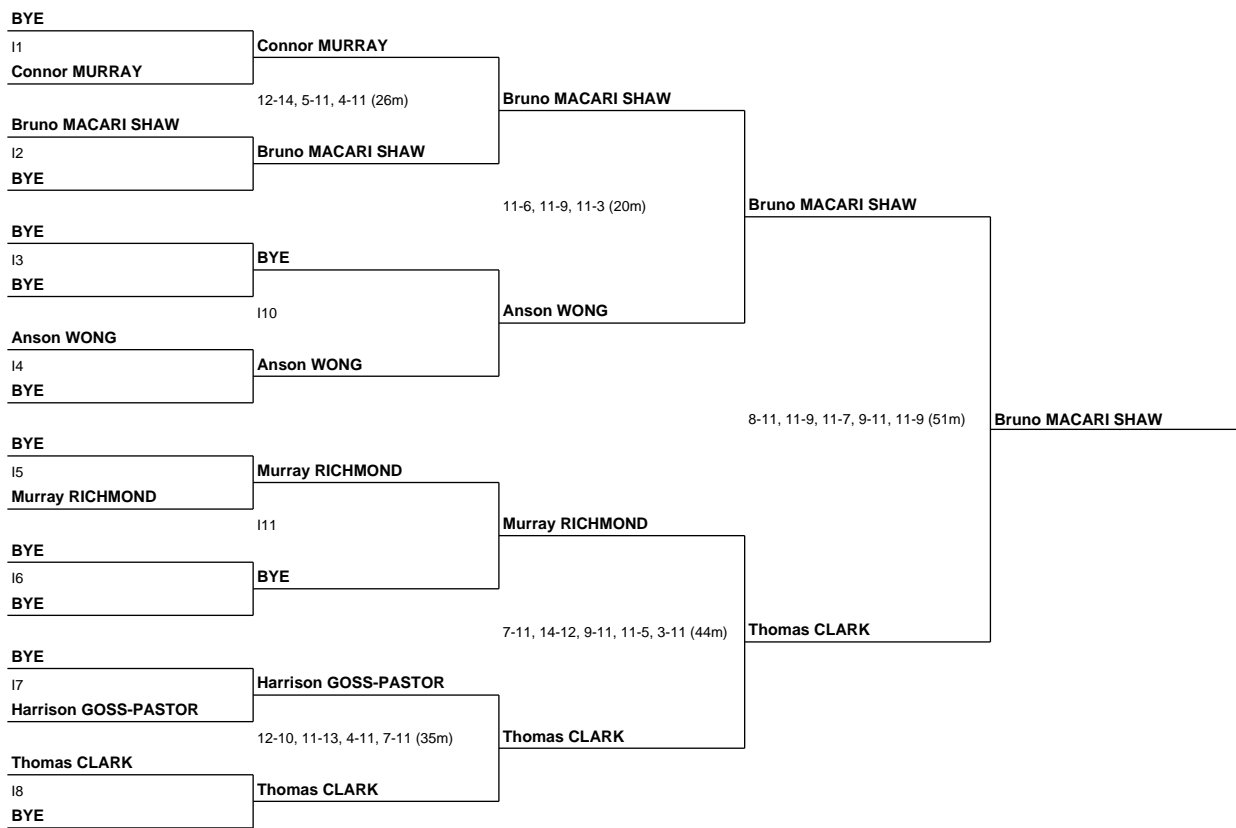 BYE
I1
Connor MURRAY
Connor MURRAY
12-14, 5-11, 4-11 (26m)
Bruno MACARI SHAW
Bruno MACARI SHAW
I2
Bruno MACARI SHAW
BYE
11-6, 11-9, 11-3 (20m)
Bruno MACARI SHAW
BYE
I3
BYE
BYE
I10
Anson WONG
Anson WONG
I4
Anson WONG
BYE
8-11, 11-9, 11-7, 9-11, 11-9 (51m)
Bruno MACARI SHAW
BYE
I5
Murray RICHMOND
Murray RICHMOND
I11
Murray RICHMOND
BYE
I6
BYE
BYE
7-11, 14-12, 9-11, 11-5, 3-11 (44m)
Thomas CLARK
BYE
I7
Harrison GOSS-PASTOR
Harrison GOSS-PASTOR
12-10, 11-13, 4-11, 7-11 (35m)
Thomas CLARK
Thomas CLARK
I8
Thomas CLARK
BYE